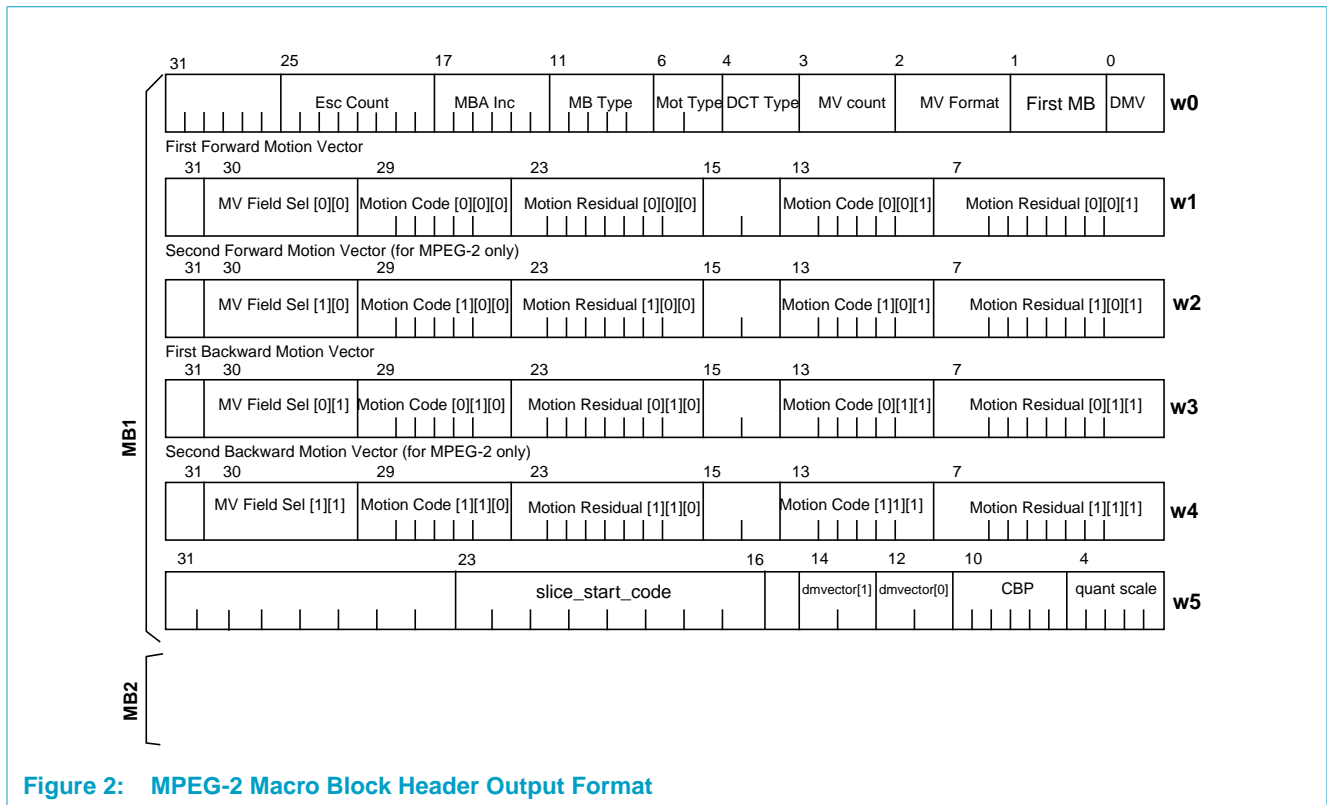 31 25 17 11 6 4 3 2 1 0
Esc Count MBA Inc MB Type Mot Type DCT Type MV count MV Format First MB DMV w0
First Forward Motion Vector
31 30 29 23 15 13 7
MV Field Sel [0][0] Motion Code [0][0][0] Motion Residual [0][0][0] Motion Code [0][0][1] Motion Residual [0][0][1] w1
Second Forward Motion Vector (for MPEG-2 only)
31 30 29 23 15 13 7
MV Field Sel [1][0] Motion Code [1][0][0] Motion Residual [1][0][0] Motion Code [1][0][1] Motion Residual [1][0][1] w2
First Backward Motion Vector
31 30 29 23 15 13 7
MV Field Sel [0][1] Motion Code [0][1][0] Motion Residual [0][1][0] Motion Code [0][1][1] Motion Residual [0][1][1] w3
Second Backward Motion Vector (for MPEG-2 only)
31 30 29 23 15 13 7
MV Field Sel [1][1] Motion Code [1][1][0] Motion Residual [1][1][0] Motion Code [1]1][1] Motion Residual [1][1][1] w4
31 23 16 14 12 10 4
slice_start_code dmvector[1] dmvector[0] CBP quant scale w5
MB1
MB2
Figure 2: MPEG-2 Macro Block Header Output Format